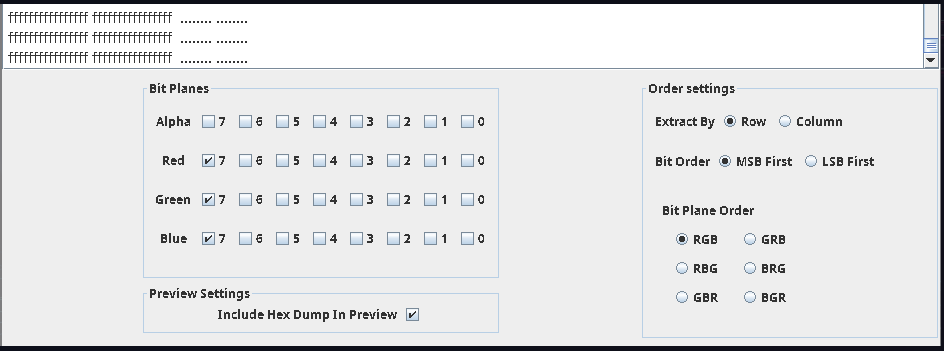 ffffffffffffffff ffffffffffffffff ........ ........
ffffffffffffffff ffffffffffffffff ........ ........
ffffffffffffffff ffffffffffffffff ........ ........
Bit Planes
Alpha 7 6 5 4 3 2 1 0
Red 7 6 5 4 3 2 1 0
Green 7 6 5 4 3 2 1 0
Blue 7 6 5 4 3 2 1 0
Preview Settings
Include Hex Dump In Preview
Order settings
Extract By Row Column
Bit Order MSB First LSB First
Bit Plane Order
RGB GRB
RBG BRG
GBR BGR